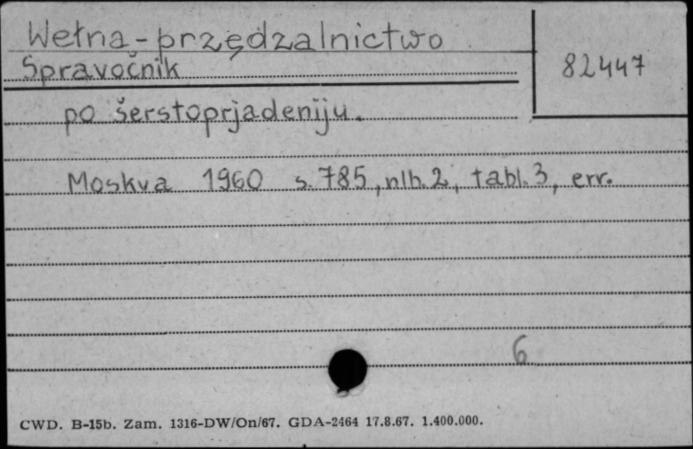 Wełna - przędzalnictwo
82447
Spravočnik
po šerstoprjadeniju.
Moskva 1960 s. 785, nlb. 2, tabl. 3, err.
6
CWD. B-15b. Zam. 1316-DW/On/67. GDA-2464 17.8.67. 1.400.000.